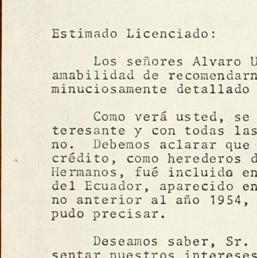 Estimado Licenciado:
Los señores Alvaro U
amabilidad de recomendarn
minuciosamente detallado
Como verá usted, se
teresante y con todas las
no. Debemos aclarar que
crédito, como herederos d
Hermanos, fué incluida en
del Ecuador, aparecido en
no anterior al año 1954,
pudo precisar.
Deseamos saber, Sr.
sentar nuestros intereses